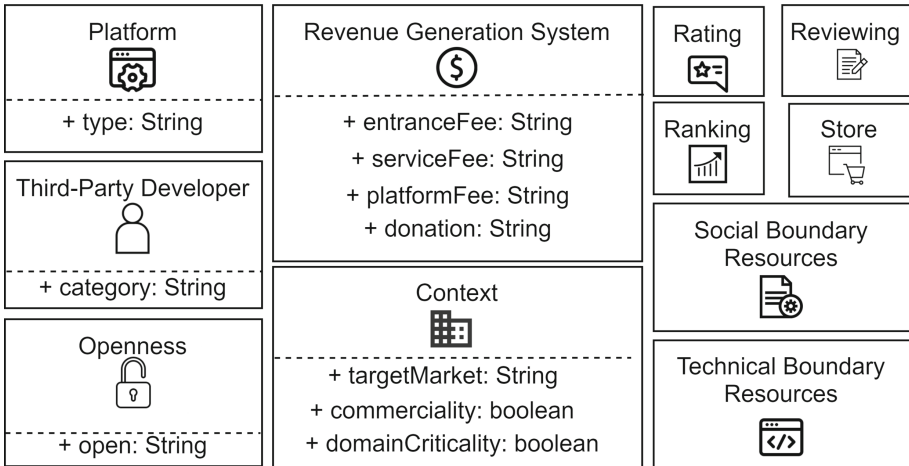 Platform
+ type: String
Third-Party Developer
+ category: String
Openness
+ open: String
Revenue Generation System
$
+ entranceFee: String
+ serviceFee: String
+ platformFee: String
+ donation: String
Context
+ targetMarket: String
+ commerciality: boolean
+ domainCriticality: boolean
Rating
Reviewing
Ranking
Store
Social Boundary
Resources
Technical Boundary
Resources
</>